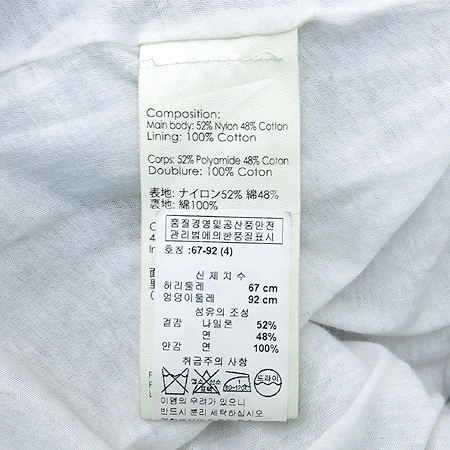 Composition:
Main body: 52% Nylon 48% Cotton
Lining: 100% Cotton
Corps: 52% Polyamide 48% Cotton
Doublure: 100% Coton
表地: ナイロン52% 綿48%
裏地: 綿100%
품질경영및공산품안전
관리법에의한품질표시
호칭 :67-92 (4)
신체치수
허리둘레 67 cm
엉덩이둘레 92 cm
섬유의 조성
겉감 나일론 52%
면 48%
안감 면 100%
취급주의 사항
드라이
이염의 우려가 있으니
반드시 분리 세탁하십시오